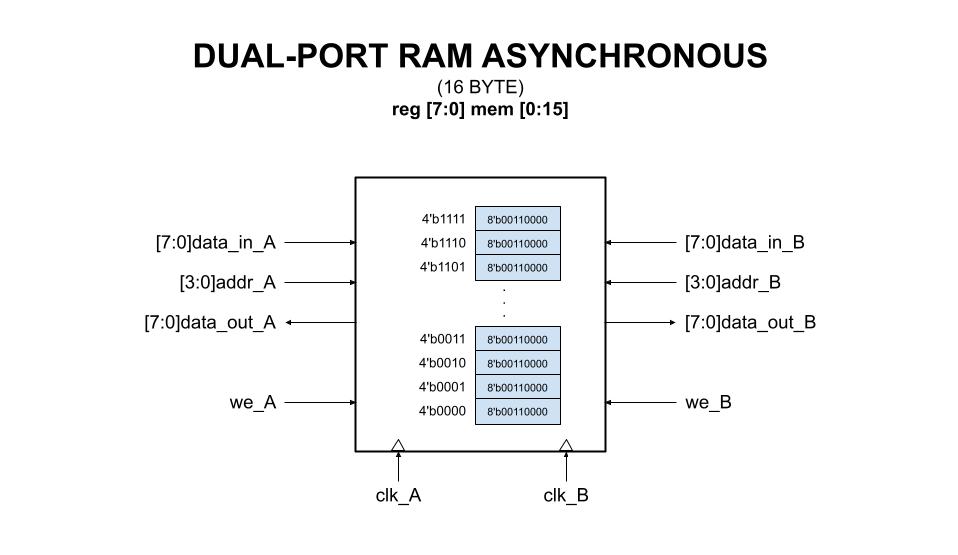 DUAL-PORT RAM ASYNCHRONOUS
(16 BYTE)
reg [7:0] mem [0:15]
4'b1111 8'b00110000
[7:0]data_in_A 4'b1110 8'b00110000 [7:0]data_in_B
4'b1101 8'b00110000
[3:0]addr_A [3:0]addr_B
.
.
.
[7:0]data_out_A [7:0]data_out_B
4'b0011 8'b00110000
4'b0010 8'b00110000
4'b0001 8'b00110000
we_A 4'b0000 8'b00110000 we_B
clk_A clk_B